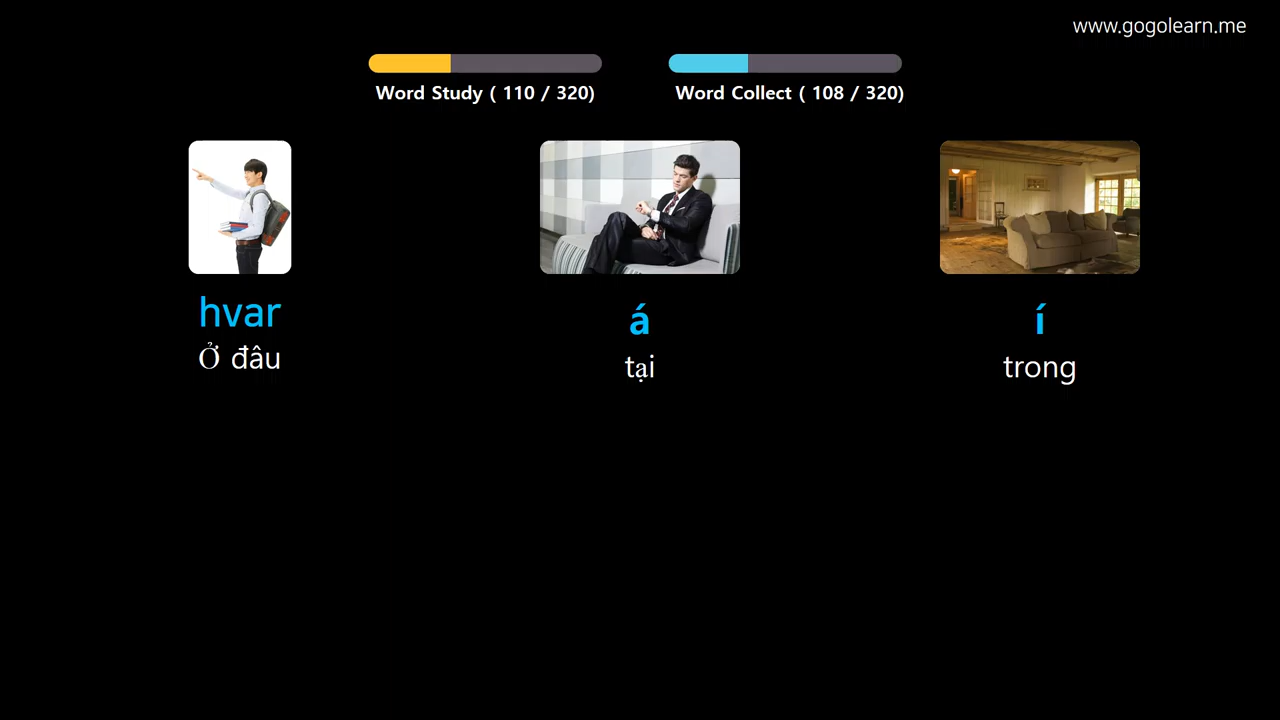 www.gogolearn.me
Word Study ( 110 / 320)
Word Collect ( 108 / 320)
hvar
Ở đâu
á
tại
í
trong